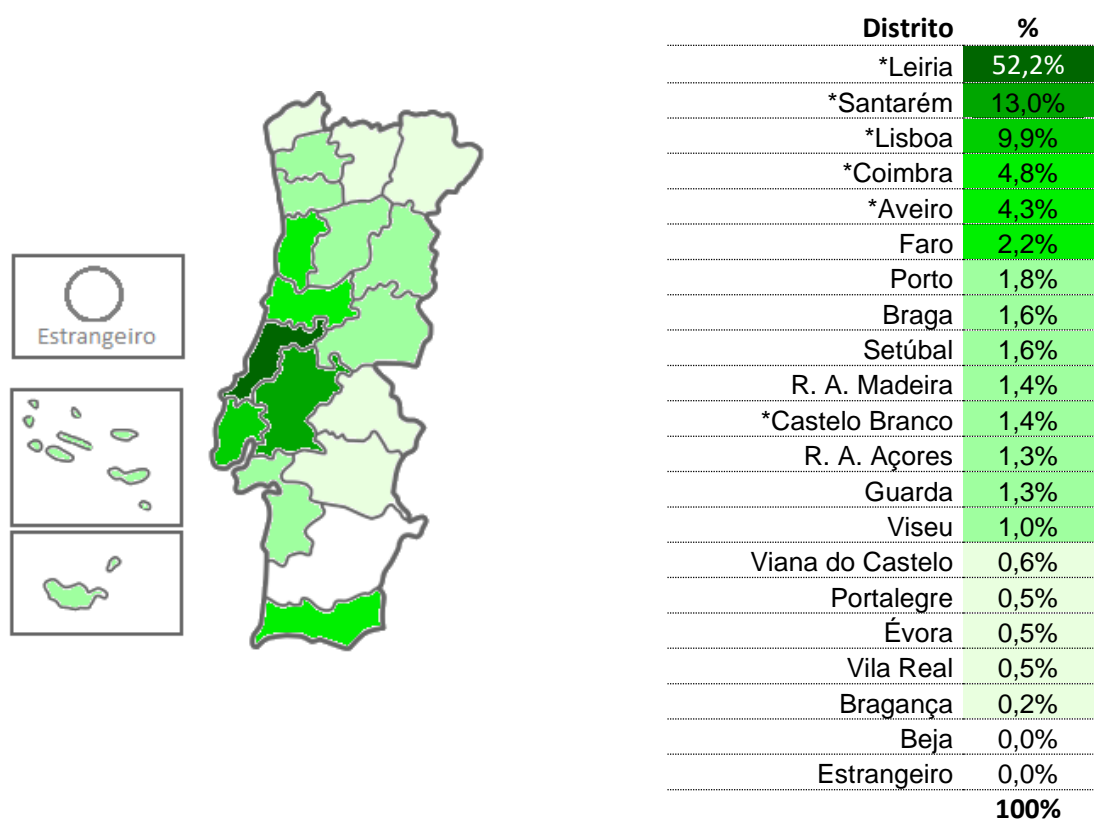 Distrito %
*Leiria 52,2%
*Santarém 13,0%
*Lisboa 9,9%
*Coimbra 4,8%
*Aveiro 4,3%
Faro 2,2%
Porto 1,8%
Braga 1,6%
Setúbal 1,6%
R. A. Madeira 1,4%
*Castelo Branco 1,4%
R. A. Açores 1,3%
Guarda 1,3%
Viseu 1,0%
Viana do Castelo 0,6%
Portalegre 0,5%
Évora 0,5%
Vila Real 0,5%
Bragança 0,2%
Beja 0,0%
Estrangeiro 0,0%
100%
Estrangeiro